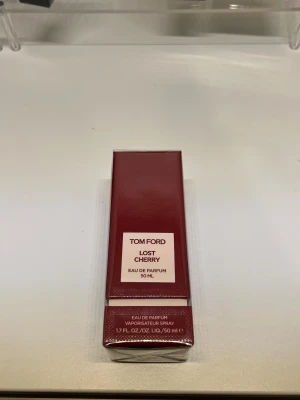 TOM FORD
LOST
CHERRY
EAU DE PARFUM
50 ML
EAU DE PARFUM
VAPORISATEUR SPRAY
1.7 FL.OZ./OZ. LIQ./50 ml e